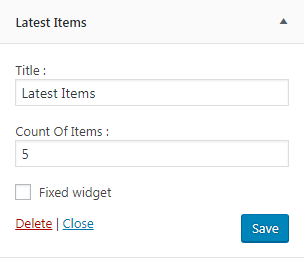 Latest Items
Title :
Latest Items
Count Of Items :
5
Fixed widget
Delete | Close
Save